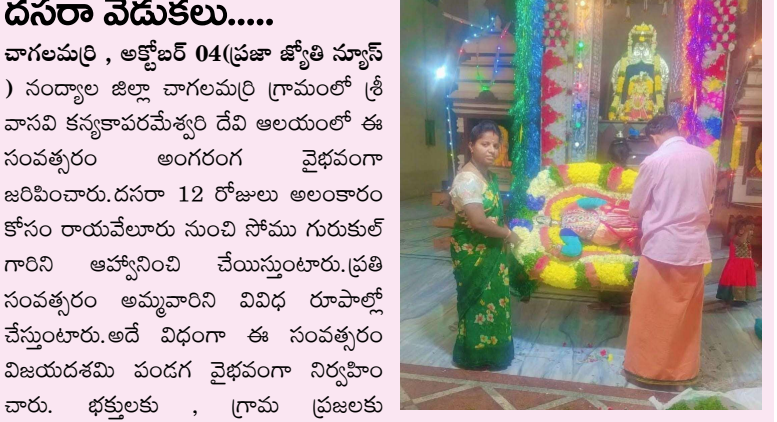 దసరా వేడుకలు.....
చాగలమర్రి , అక్టోబర్ 04(ప్రజా జ్యోతి న్యూస్
) నంద్యాల జిల్లా చాగలమర్రి గ్రామంలో శ్రీ
వాసవి కన్యకాపరమేశ్వరి దేవి ఆలయంలో ఈ
సంవత్సరం అంగరంగ వైభవంగా
జరిపించారు.దసరా 12 రోజులు అలంకారం
కోసం రాయవేలూరు నుంచి సోము గురుకుల్
గారిని ఆహ్వానించి చేయిస్తుంటారు.ప్రతి
సంవత్సరం అమ్మవారిని వివిధ రూపాల్లో
చేస్తుంటారు.అదే విధంగా ఈ సంవత్సరం
విజయదశమి పండగ వైభవంగా నిర్వహిం
చారు. భక్తులకు , గ్రామ ప్రజలకు